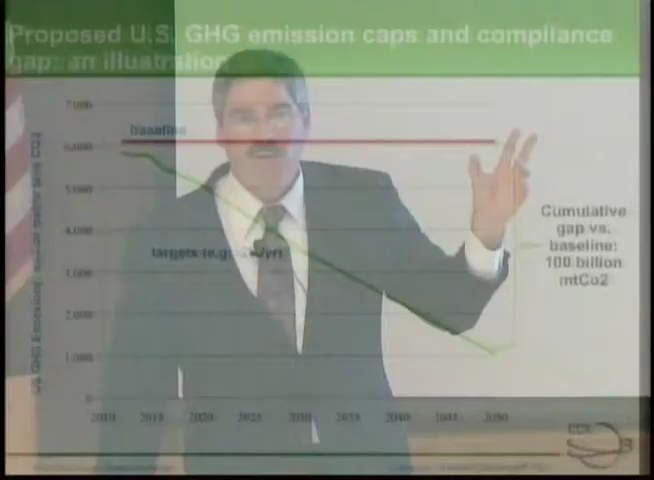 Proposed U.S. GHG emission caps and compliance
gap: an illustration
7,000
baseline
6,000
5,000
Cumulative
gap vs.
baseline:
100 billion
mtCo2
4,000
3,000
2,000
1,000
0
2010 2015 2020 2025 2030 2035 2040 2045 2050